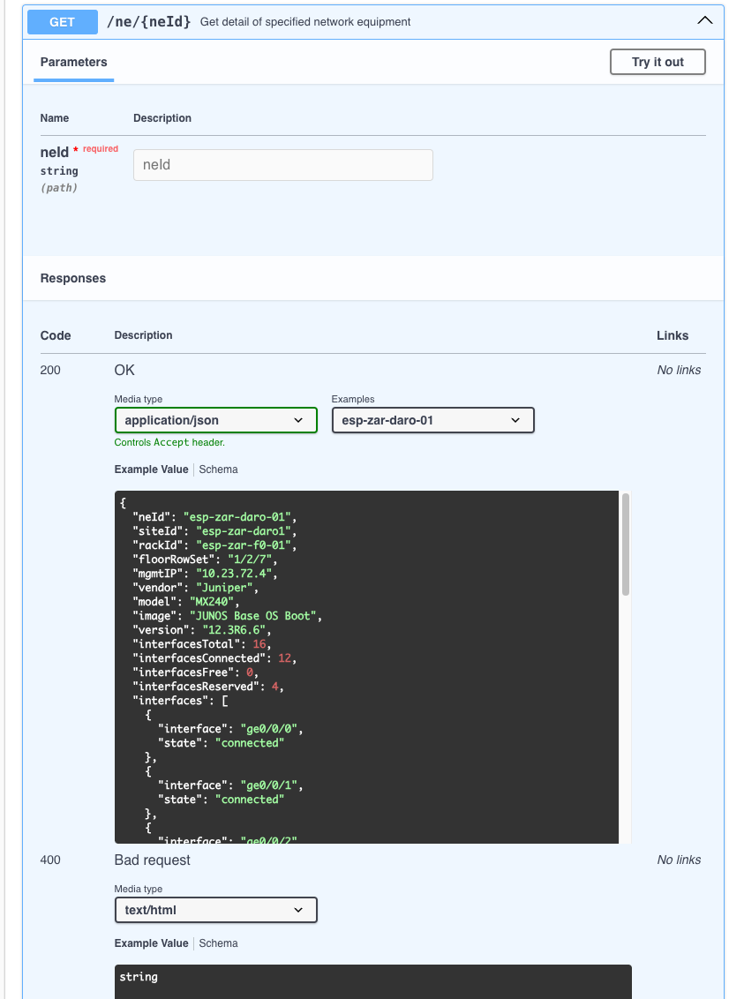 GET /ne/{neId} Get detail of specified network equipment
Parameters
Try it out
Name Description
neId * required
string
(path)
neId
Responses
Code Description Links
200 OK No links
Media type Examples
application/json esp-zar-daro-01
Controls Accept header.
Example Value Schema
{
"neId": "esp-zar-daro-01",
"siteId": "esp-zar-daro1",
"rackId": "esp-zar-f0-01",
"floorRowSet": "1/2/7",
"mgmtIP": "10.23.72.4",
"vendor": "Juniper",
"model": "MX240",
"image": "JUNOS Base OS Boot",
"version": "12.3R6.6",
"interfacesTotal": 16,
"interfacesConnected": 12,
"interfacesFree": 0,
"interfacesReserved": 4,
"interfaces": [
{
"interface": "ge0/0/0",
"state": "connected"
},
{
"interface": "ge0/0/1",
"state": "connected"
},
{
"interface": "ge0/0/2"
400 Bad request No links
Media type
text/html
Example Value Schema
string